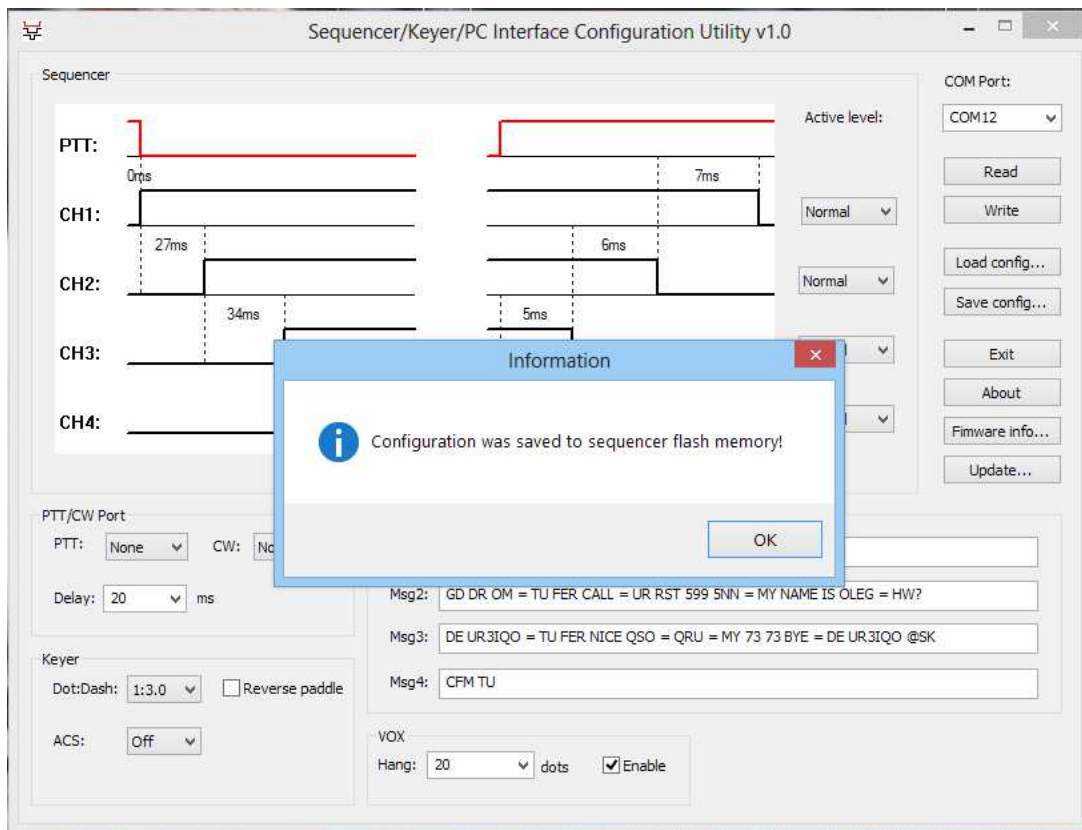 Sequencer/Keyer/PC Interface Configuration Utility v1.0
Sequencer
COM Port:
Active level:
COM12
PTT:
0ms
7ms
Read
CH1:
Normal
Write
27ms
6ms
CH2:
Normal
Load config...
34ms
5ms
Save config...
CH3:
Information
Exit
About
CH4:
Configuration was saved to sequencer flash memory!
Fimware info...
Update...
PTT/CW Port
PTT: None CW:
OK
Delay: 20 ms
Msg2: GD DR OM = TU FER CALL = UR RST 599 5NN = MY NAME IS OLEG = HW?
Msg3: DE UR3IQO = TU FER NICE QSO = QRU = MY 73 73 BYE = DE UR3IQO @SK
Keyer
Dot:Dash: 1:3.0 Reverse paddle
Msg4: CFM TU
ACS: Off
VOX
Hang: 20 dots Enable